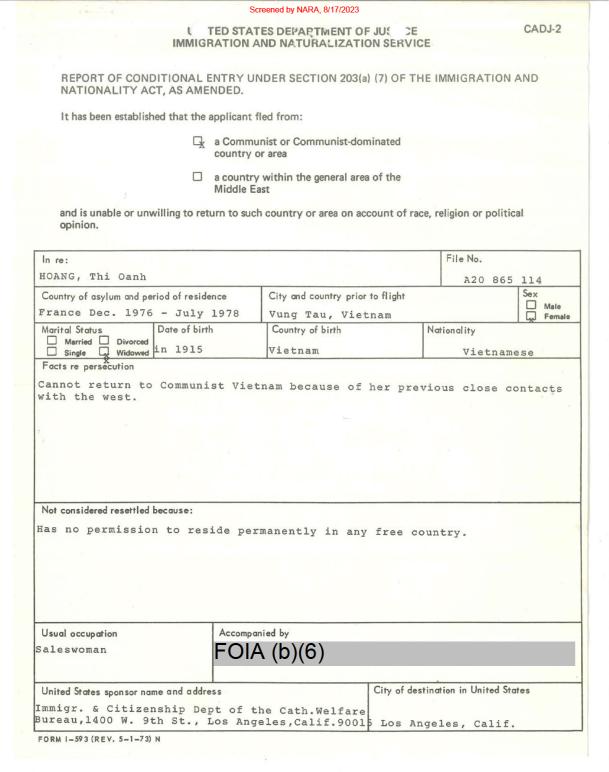 Screened by NARA, 8/17/2023
TED STATES DEPARTMENT OF JUS CE
CADJ-2
IMMIGRATION AND NATURALIZATION SERVICE
REPORT OF CONDITIONAL ENTRY UNDER SECTION 203(a) (7) OF THE IMMIGRATION AND
NATIONALITY ACT, AS AMENDED.
It has been established that the applicant fled from:
x a Communist or Communist-dominated
country or area
a country within the general area of the
Middle East
and is unable or unwilling to return to such country or area on account of race, religion or political
opinion.
In re:
HOANG, Thi Oanh
File No.
A20 865 114
Country of asylum and period of residence
France Dec. 1976 - July 1978
City and country prior to flight
Vung Tau, Vietnam
Sex
Male
x Female
Marital Status
Married Divorced
Single x Widowed
Date of birth
in 1915
Country of birth
Vietnam
Nationality
Vietnamese
Facts re persecution
Cannot return to Communist Vietnam because of her previous close contacts
with the west.
Not considered resettled because:
Has no permission to reside permanently in any free country.
Usual occupation
Saleswoman
Accompanied by
FOIA (b)(6)
United States sponsor name and address
Immigr. & Citizenship Dept of the Cath.Welfare
Bureau,1400 W. 9th St., Los Angeles,Calif.90015
City of destination in United States
Los Angeles, Calif.
FORM I-593 (REV. 5-1-73) N